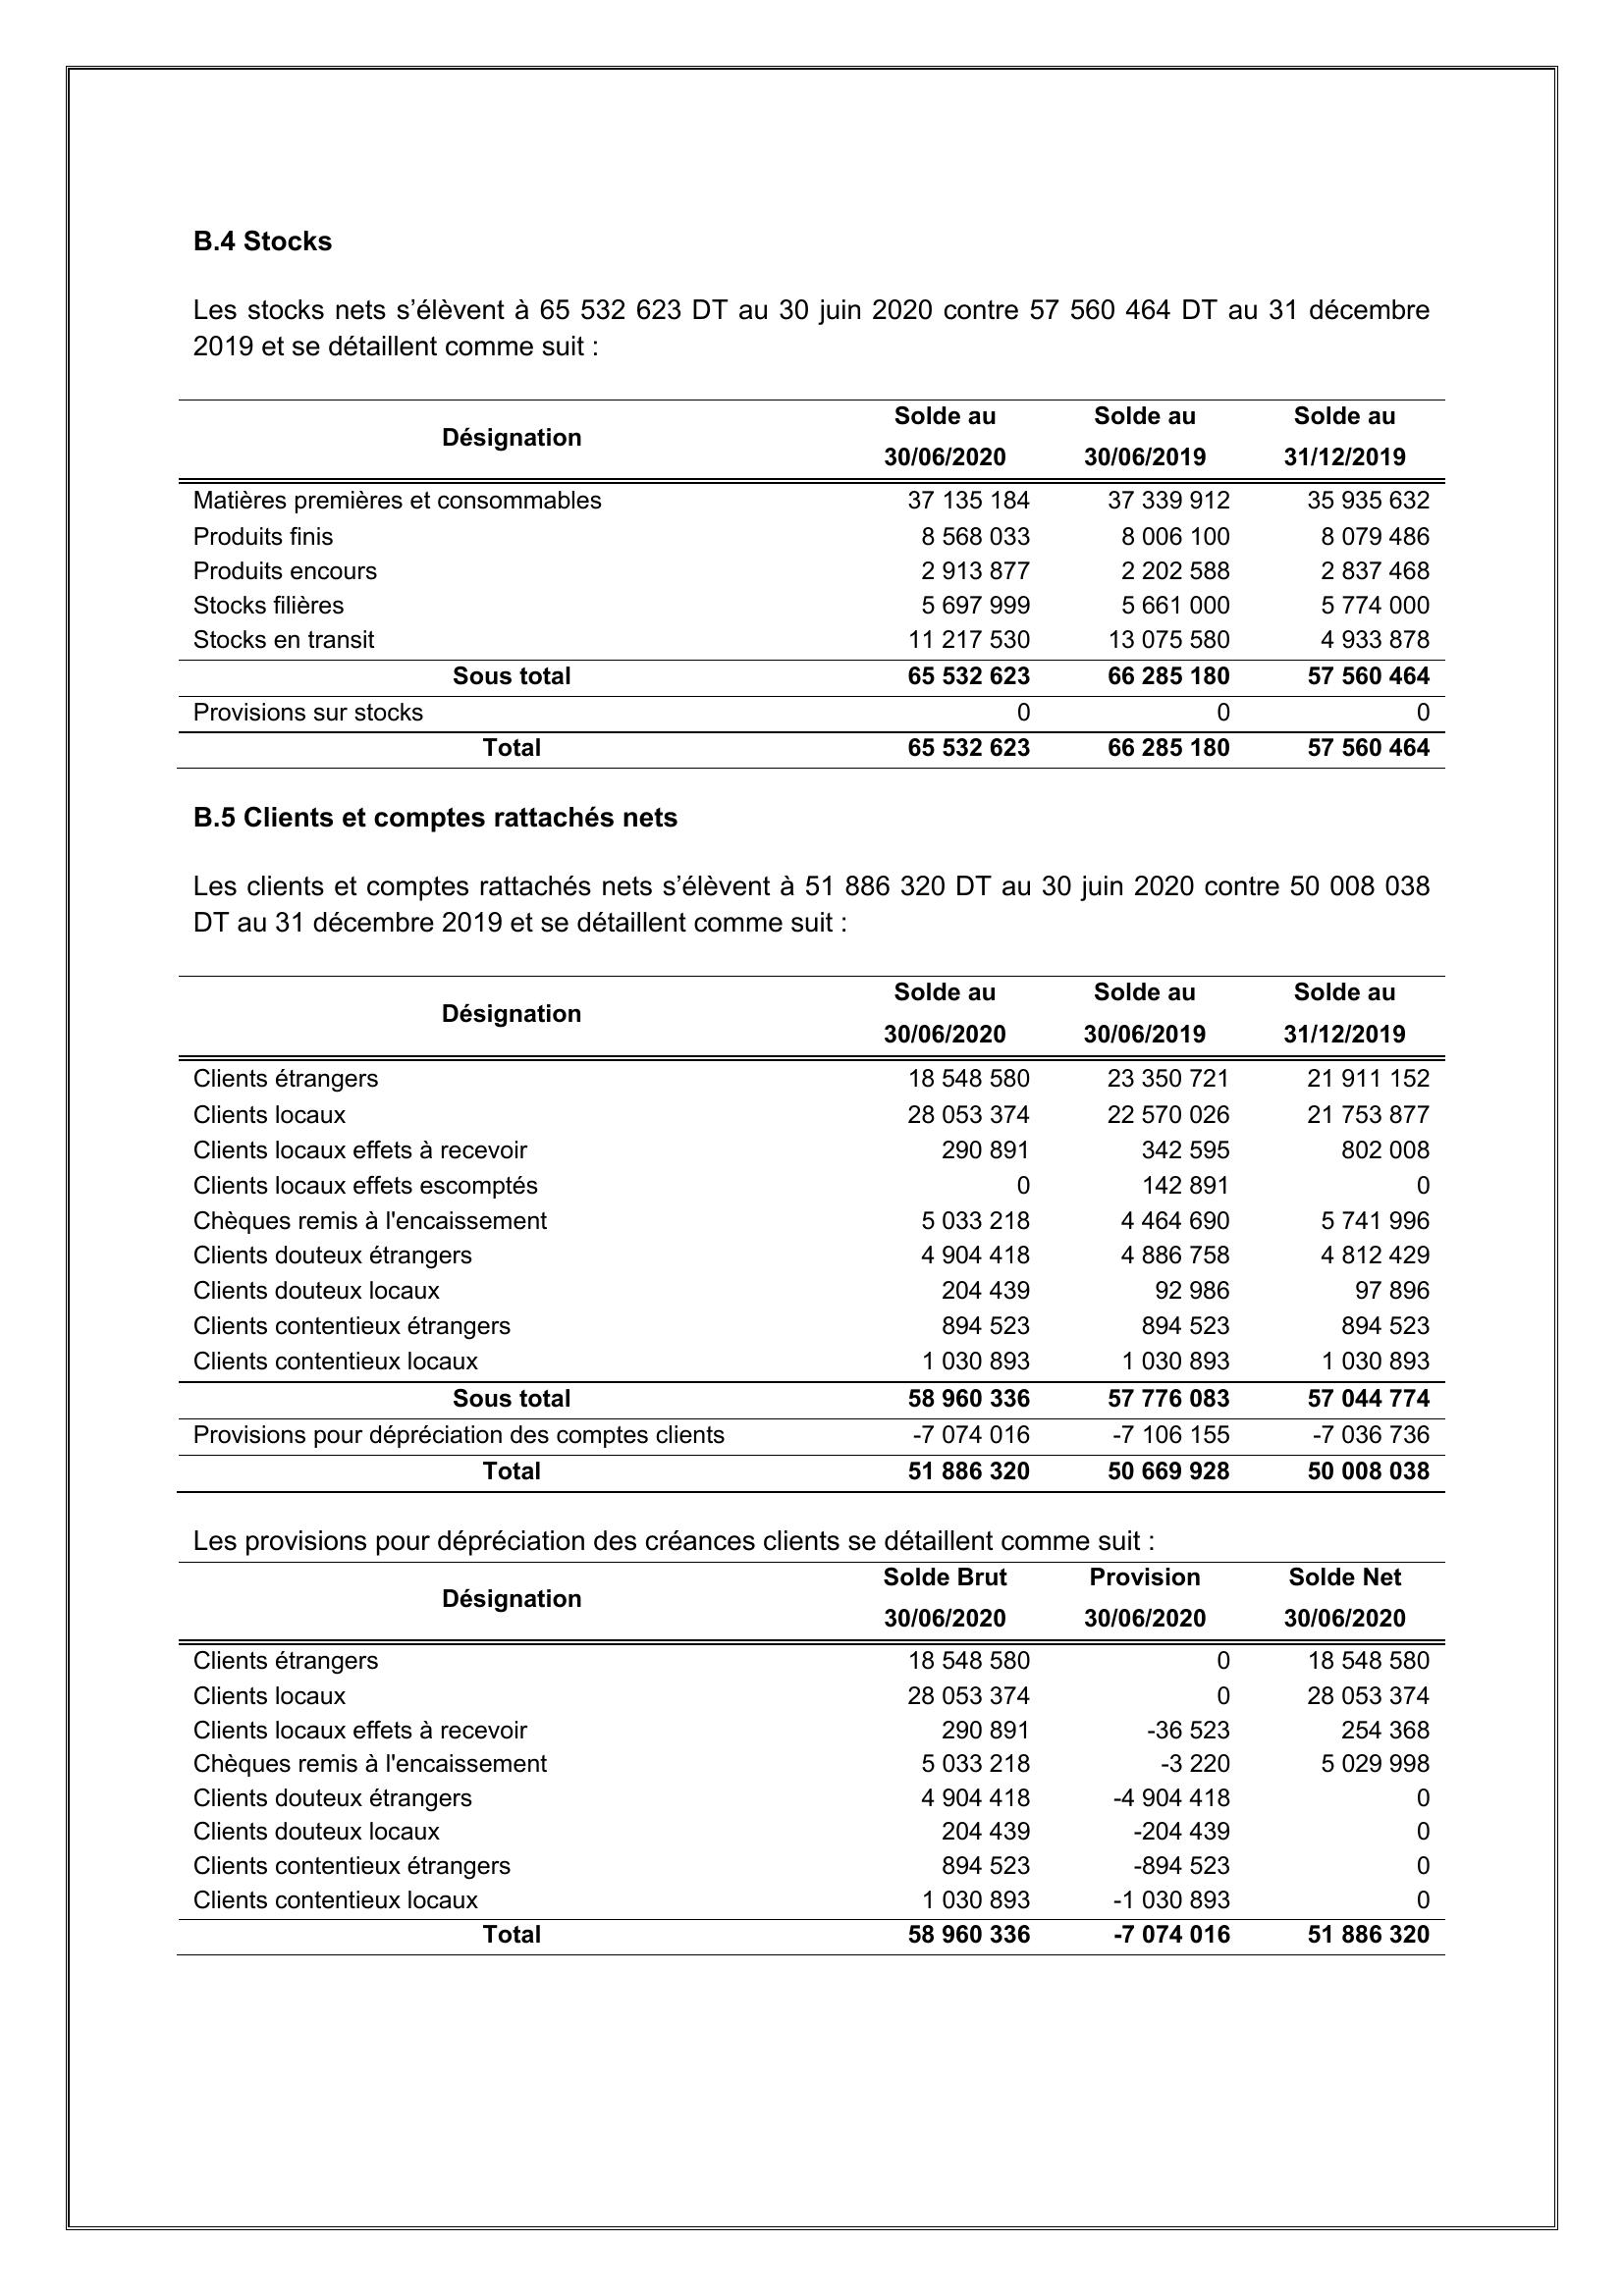 B.4 Stocks
Les stocks nets s’élèvent à 65 532 623 DT au 30 juin 2020 contre 57 560 464 DT au 31 décembre
2019 et se détaillent comme suit :
Désignation Solde au 30/06/2020 Solde au 30/06/2019 Solde au 31/12/2019
Matières premières et consommables 37 135 184 37 339 912 35 935 632
Produits finis 8 568 033 8 006 100 8 079 486
Produits encours 2 913 877 2 202 588 2 837 468
Stocks filières 5 697 999 5 661 000 5 774 000
Stocks en transit 11 217 530 13 075 580 4 933 878
Sous total 65 532 623 66 285 180 57 560 464
Provisions sur stocks 0 0 0
Total 65 532 623 66 285 180 57 560 464
B.5 Clients et comptes rattachés nets
Les clients et comptes rattachés nets s’élèvent à 51 886 320 DT au 30 juin 2020 contre 50 008 038
DT au 31 décembre 2019 et se détaillent comme suit :
Désignation Solde au 30/06/2020 Solde au 30/06/2019 Solde au 31/12/2019
Clients étrangers 18 548 580 23 350 721 21 911 152
Clients locaux 28 053 374 22 570 026 21 753 877
Clients locaux effets à recevoir 290 891 342 595 802 008
Clients locaux effets escomptés 0 142 891 0
Chèques remis à l'encaissement 5 033 218 4 464 690 5 741 996
Clients douteux étrangers 4 904 418 4 886 758 4 812 429
Clients douteux locaux 204 439 92 986 97 896
Clients contentieux étrangers 894 523 894 523 894 523
Clients contentieux locaux 1 030 893 1 030 893 1 030 893
Sous total 58 960 336 57 776 083 57 044 774
Provisions pour dépréciation des comptes clients -7 074 016 -7 106 155 -7 036 736
Total 51 886 320 50 669 928 50 008 038
Les provisions pour dépréciation des créances clients se détaillent comme suit :
Désignation Solde Brut 30/06/2020 Provision 30/06/2020 Solde Net 30/06/2020
Clients étrangers 18 548 580 0 18 548 580
Clients locaux 28 053 374 0 28 053 374
Clients locaux effets à recevoir 290 891 -36 523 254 368
Chèques remis à l'encaissement 5 033 218 -3 220 5 029 998
Clients douteux étrangers 4 904 418 -4 904 418 0
Clients douteux locaux 204 439 -204 439 0
Clients contentieux étrangers 894 523 -894 523 0
Clients contentieux locaux 1 030 893 -1 030 893 0
Total 58 960 336 -7 074 016 51 886 320